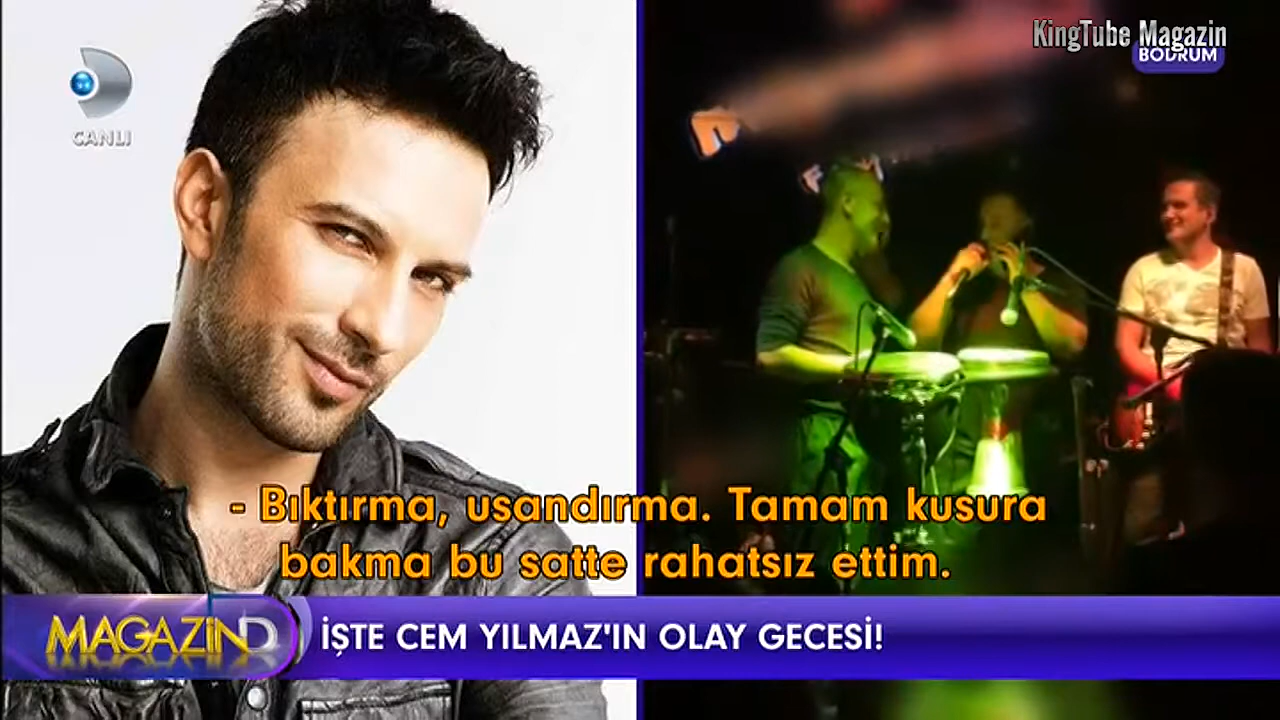 KingTube Magazin
BODRUM
CANLI
- Bıktırma, usandırma. Tamam kusura
bakma bu satte rahatsız ettim.
MAGAZİN D
İŞTE CEM YILMAZ'IN OLAY GECESİ!